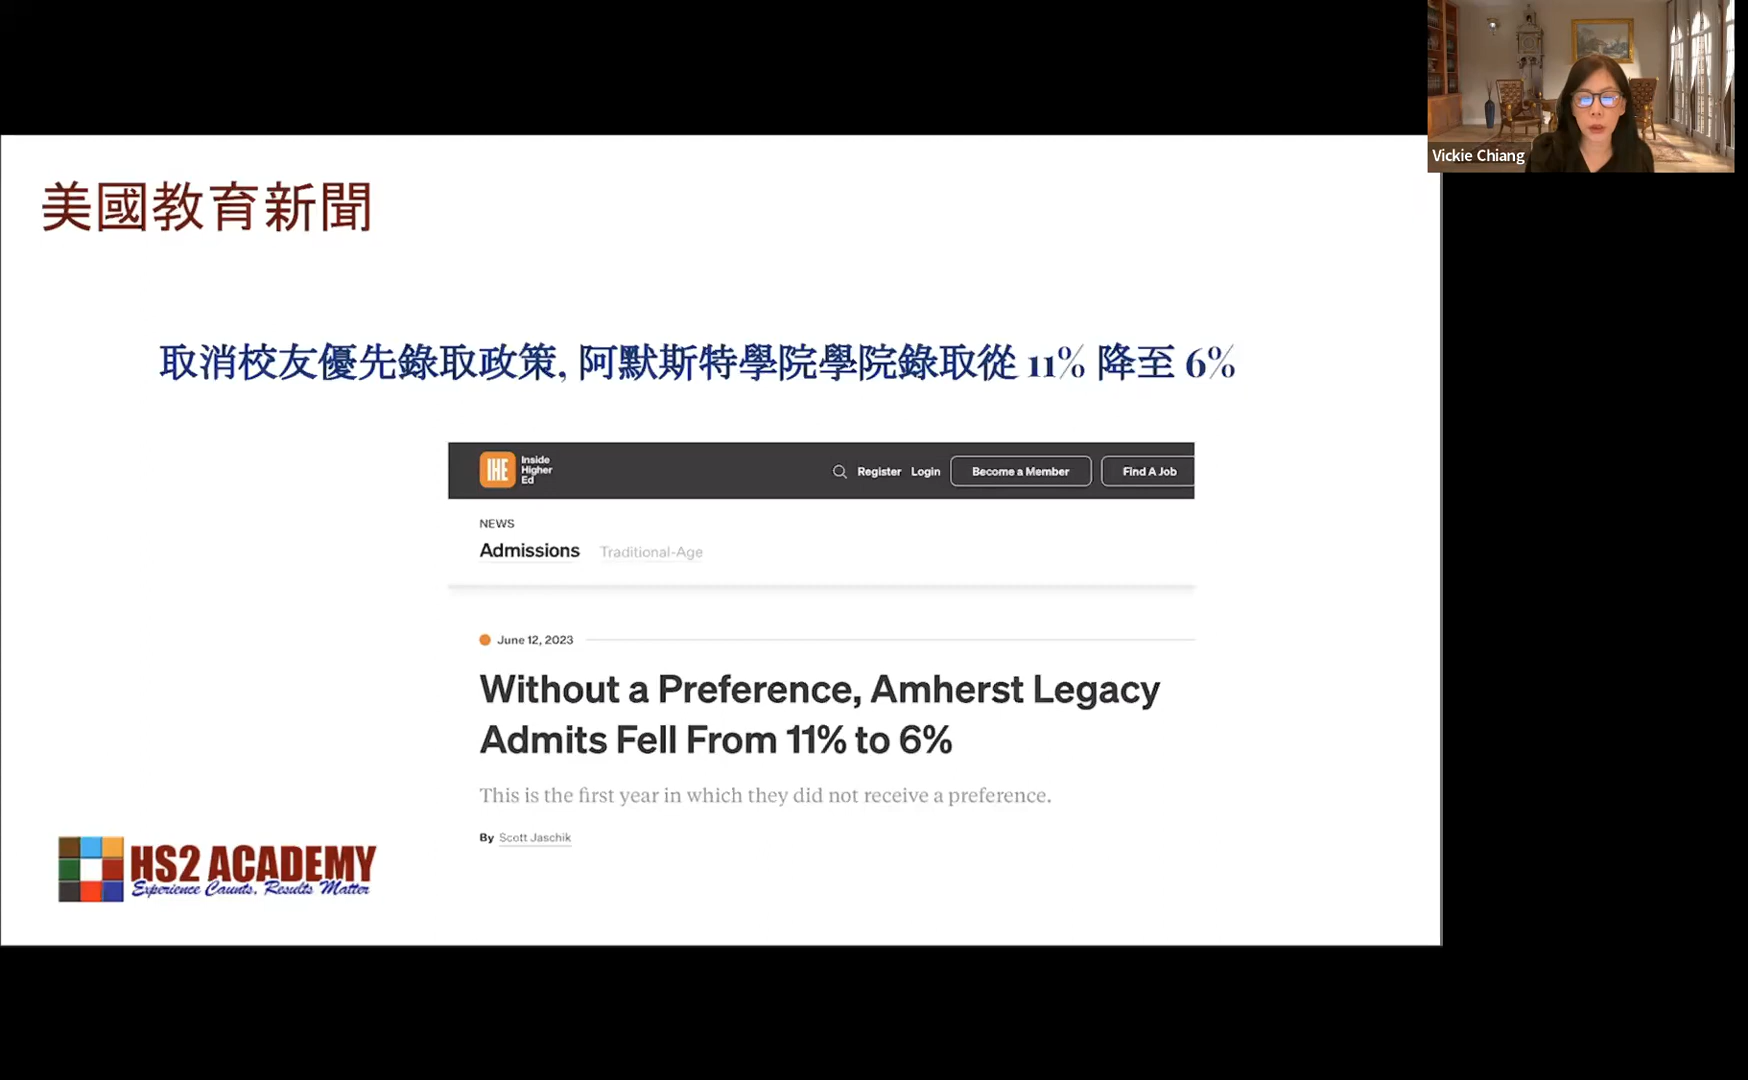 Vickie Chiang
美國教育新聞
取消校友優先錄取政策, 阿默斯特學院學院錄取從 11% 降至 6%
IHE
Inside
Higher
Ed
Register Login Become a Member Find A Job
NEWS
Admissions Traditional-Age
June 12, 2023
Without a Preference, Amherst Legacy
Admits Fell From 11% to 6%
This is the first year in which they did not receive a preference.
By Scott Jaschik
HS2 ACADEMY
Experience Counts, Results Matter